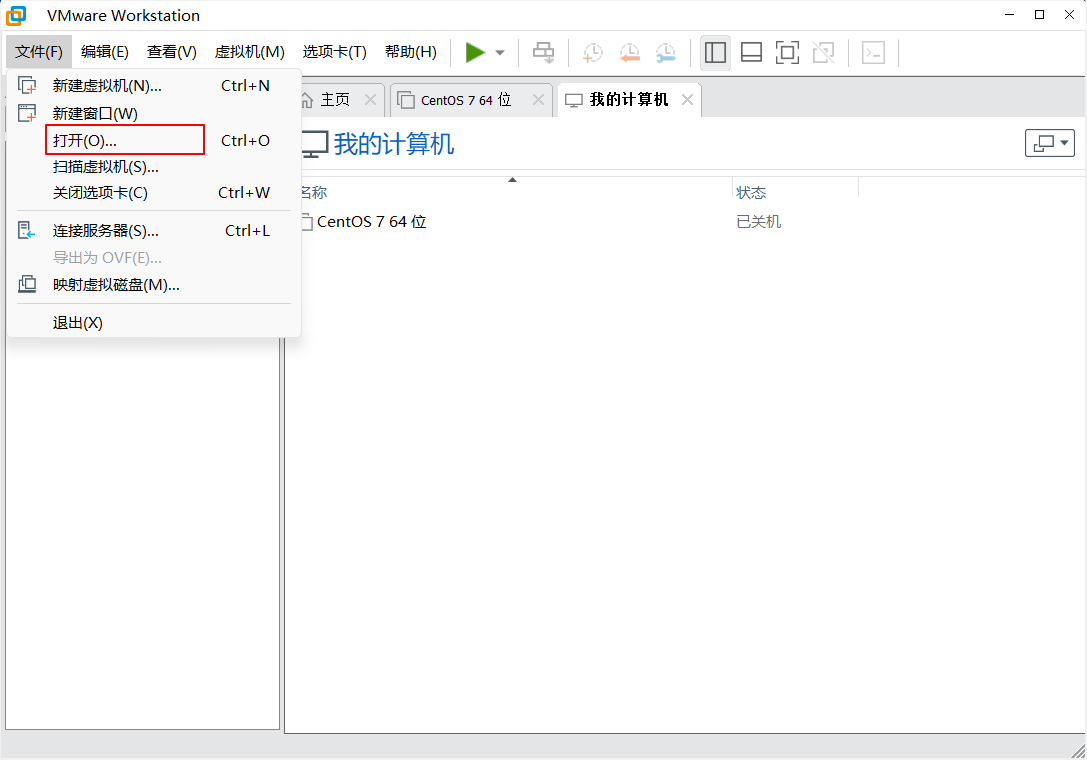 VMware Workstation
文件(F) 编辑(E) 查看(V) 虚拟机(M) 选项卡(T) 帮助(H)
新建虚拟机(N)... Ctrl+N
新建窗口(W)
打开(O)... Ctrl+O
扫描虚拟机(S)...
关闭选项卡(C) Ctrl+W
连接服务器(S)... Ctrl+L
导出为 OVF(E)...
映射虚拟磁盘(M)...
退出(X)
主页 CentOS 7 64 位 我的计算机
我的计算机
名称 状态
CentOS 7 64 位 已关机